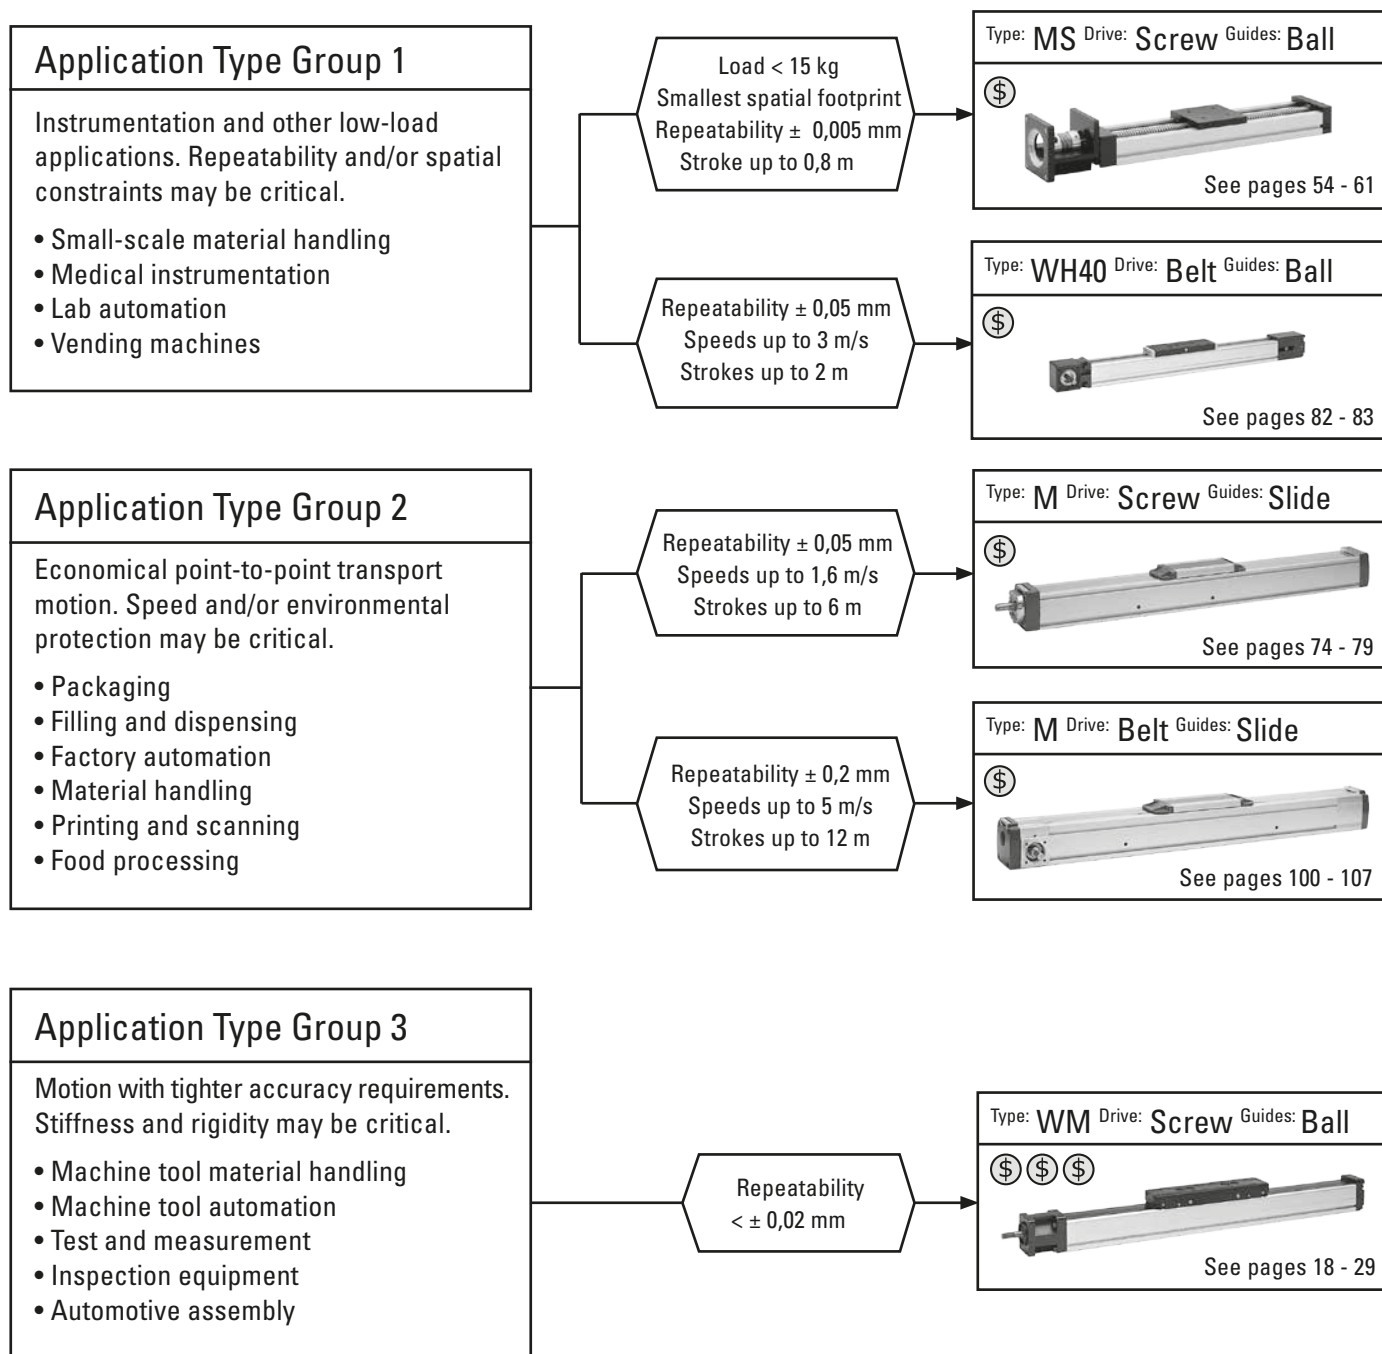 Application Type Group 1
Instrumentation and other low-load
applications. Repeatability and/or spatial
constraints may be critical.
• Small-scale material handling
• Medical instrumentation
• Lab automation
• Vending machines
Load < 15 kg
Smallest spatial footprint
Repeatability ± 0,005 mm
Stroke up to 0,8 m
Type: MS Drive: Screw Guides: Ball
$
See pages 54 - 61
Repeatability ± 0,05 mm
Speeds up to 3 m/s
Strokes up to 2 m
Type: WH40 Drive: Belt Guides: Ball
$
See pages 82 - 83
Application Type Group 2
Economical point-to-point transport
motion. Speed and/or environmental
protection may be critical.
• Packaging
• Filling and dispensing
• Factory automation
• Material handling
• Printing and scanning
• Food processing
Repeatability ± 0,05 mm
Speeds up to 1,6 m/s
Strokes up to 6 m
Type: M Drive: Screw Guides: Slide
$
See pages 74 - 79
Repeatability ± 0,2 mm
Speeds up to 5 m/s
Strokes up to 12 m
Type: M Drive: Belt Guides: Slide
$
See pages 100 - 107
Application Type Group 3
Motion with tighter accuracy requirements.
Stiffness and rigidity may be critical.
• Machine tool material handling
• Machine tool automation
• Test and measurement
• Inspection equipment
• Automotive assembly
Repeatability
< ± 0,02 mm
Type: WM Drive: Screw Guides: Ball
$ $ $
See pages 18 - 29